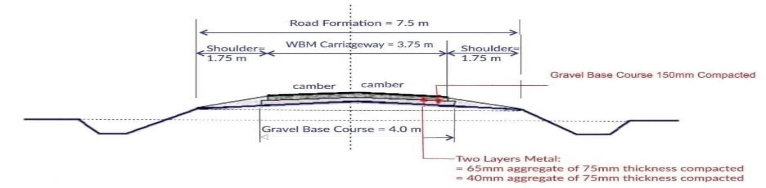 Road Formation = 7.5 m
Shoulder=
1.75 m
WBM Carriageway = 3.75 m
Shoulder=
1.75 m
Gravel Base Course 150mm Compacted
camber
camber
Gravel Base Course = 4.0 m
Two Layers Metal:
= 65mm aggregate of 75mm thickness compacted
= 40mm aggregate of 75mm thickness compacted